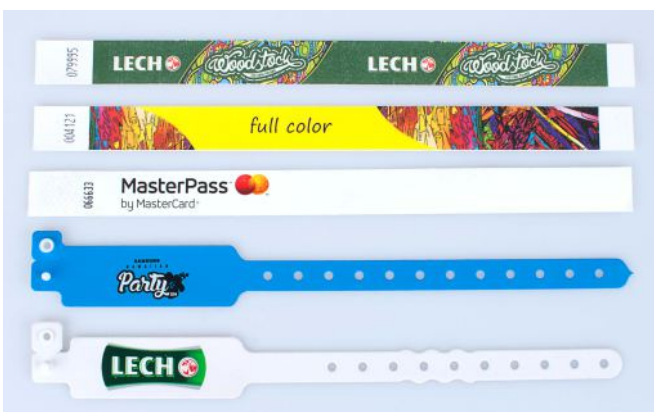 079995
LECH Woodstock LECH Woodstock
004121
full color
066633
MasterPass
by MasterCard
Party
LECH